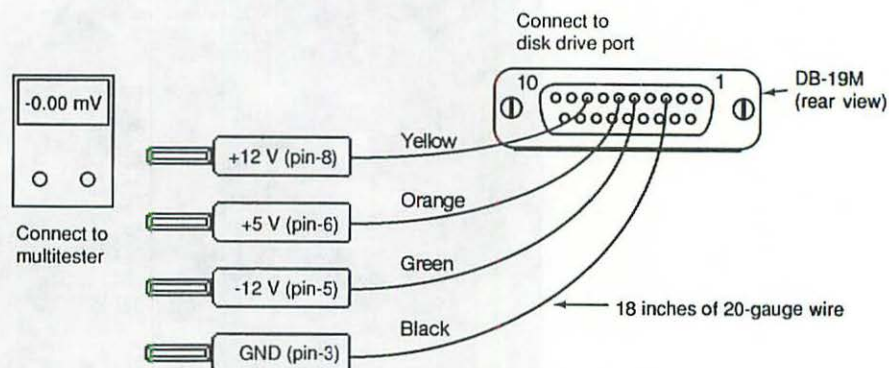 Connect to
disk drive port
10
1
DB-19M
(rear view)
-0.00 mV
Connect to
multitester
Yellow
+12 V (pin-8)
Orange
+5 V (pin-6)
Green
-12 V (pin-5)
Black
GND (pin-3)
18 inches of 20-gauge wire